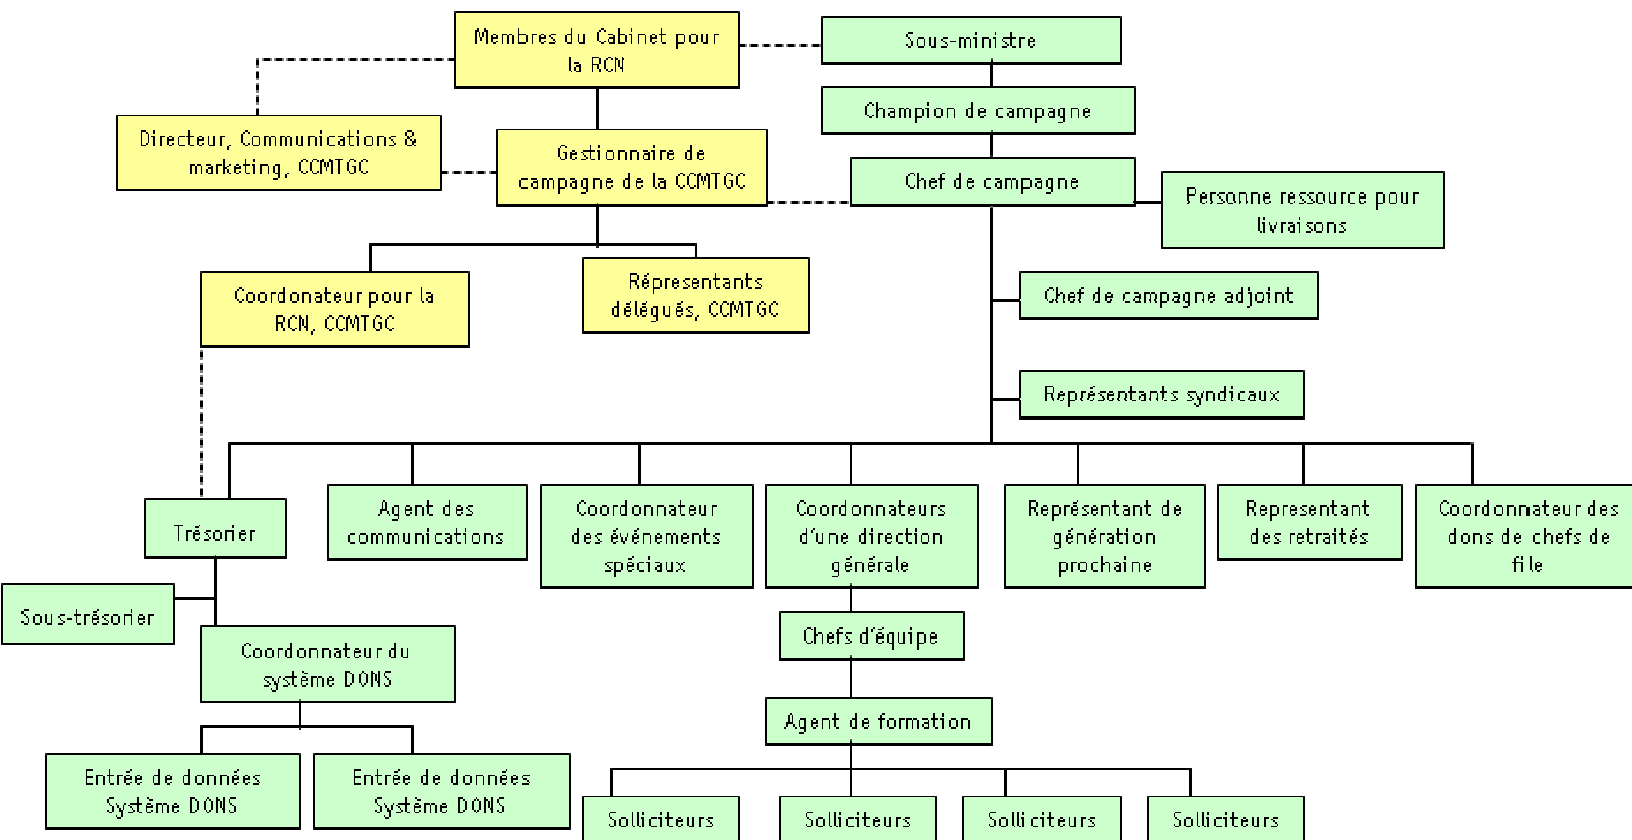 Membres du Cabinet pour
la RCN
Sous-ministre
Champion de campagne
Directeur, Communications &
marketing, CCMTGC
Gestionnaire de
campagne de la CCMTGC
Chef de campagne
Personne ressource pour
livraisons
Coordonateur pour la
RCN, CCMTGC
Répresentants
délégués, CCMTGC
Chef de campagne adjoint
Représentants syndicaux
Trésorier
Agent des
communications
Coordonnateur
des événements
spéciaux
Coordonnateurs
d'une direction
générale
Représentant de
génération
prochaine
Representant
des retraités
Coordonnateur des
dons de chefs de
file
Sous-trésorier
Chefs d'équipe
Coordonnateur du
système DONS
Agent de formation
Entrée de données
Système DONS
Entrée de données
Système DONS
Solliciteurs
Solliciteurs
Solliciteurs
Solliciteurs